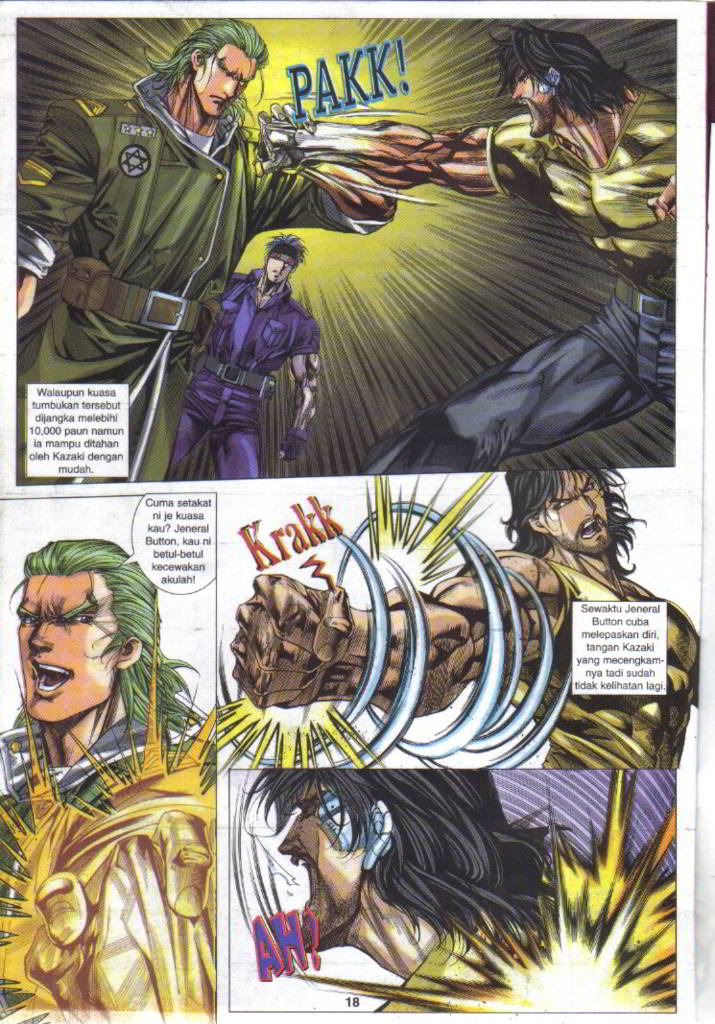 PAKK!
Walaupun kuasa
tumbukan tersebut
dijangka melebihi
10,000 paun namun
ia mampu ditahan
oleh Kazaki dengan
mudah.
Cuma setakat
ni je kuasa
kau? Jeneral
Button, kau ni
betul-betul
kecewakan
akulah!
Krakk
Sewaktu Jeneral
Button cuba
melepaskan diri,
tangan Kazaki
yang mecengkam-
nya tadi sudah
tidak kelihatan lagi.
AH?
18